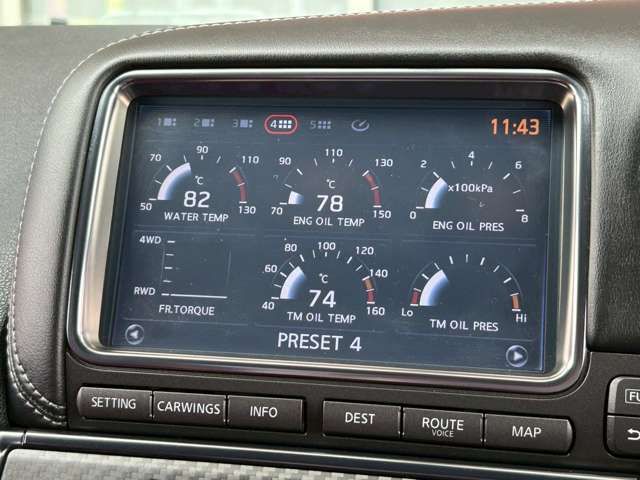 1 2 3 4 5 11:43
70 90 110
°C
82
50 130
WATER TEMP
90 110 130
°C
78
70 150
ENG OIL TEMP
2 4 6
x100kPa
0 8
ENG OIL PRES
4WD
RWD
FR.TORQUE
80 100 120
60 °C 140
74
40 160
TM OIL TEMP
Lo Hi
TM OIL PRES
PRESET 4
SETTING CARWINGS INFO DEST ROUTE VOICE MAP